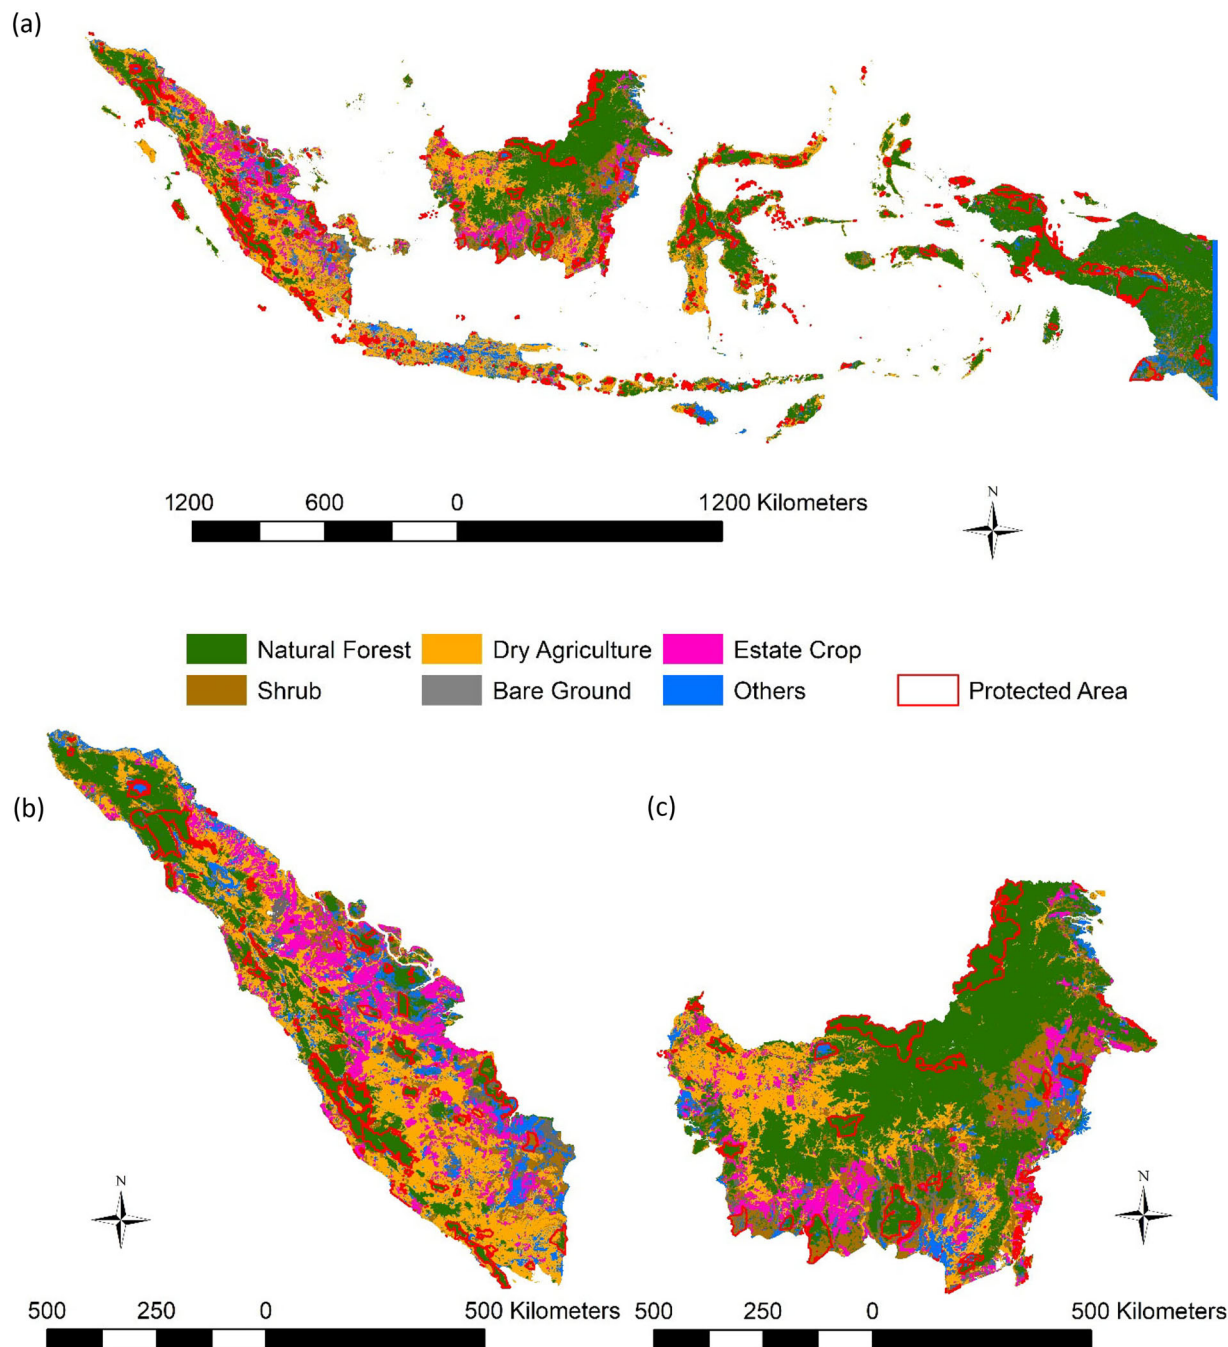 (a)
1200 600 0 1200 Kilometers
N
Natural Forest Dry Agriculture Estate Crop
Shrub Bare Ground Others Protected Area
(b)
(c)
N
N
500 250 0 500 Kilometers
500 250 0 500 Kilometers